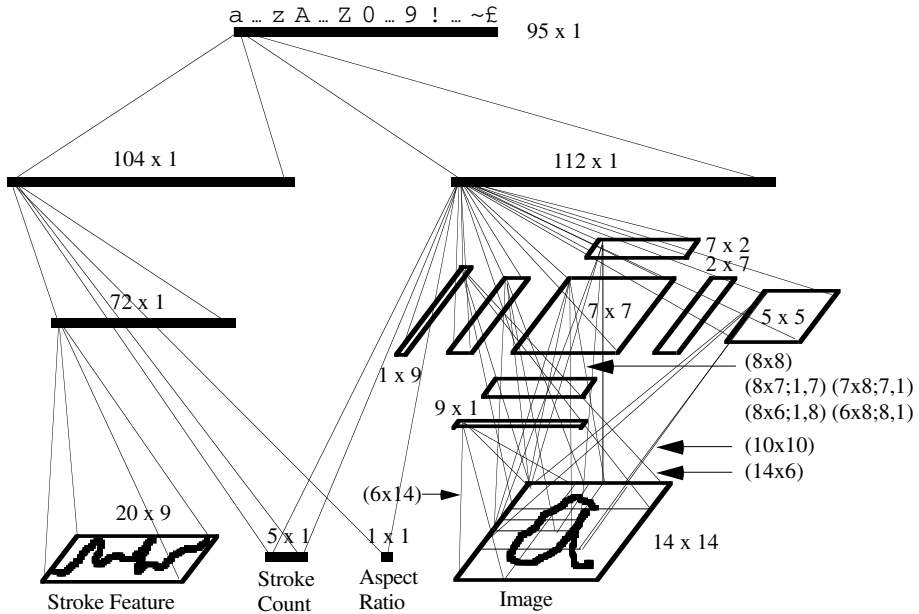 a … z A … Z 0 … 9 ! … ~£
95 x 1
104 x 1
112 x 1
7 x 2
2 x 7
72 x 1
7 x 7
5 x 5
1 x 9
(8x8)
(8x7;1,7) (7x8;7,1)
9 x 1
(8x6;1,8) (6x8;8,1)
(10x10)
(14x6)
(6x14)
20 x 9
5 x 1
1 x 1
14 x 14
Stroke Feature
Stroke
Count
Aspect
Ratio
Image